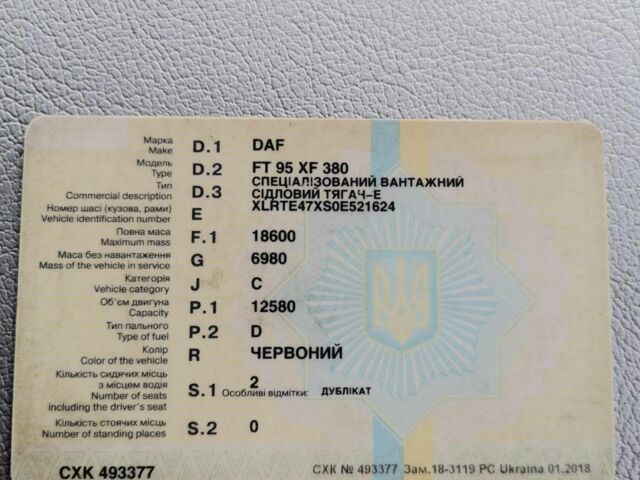 Марка D.1 DAF
Make
Модель D.2 FT 95 XF 380
Type
Тип D.3 СПЕЦІАЛІЗОВАНИЙ ВАНТАЖНИЙ
Commercial description СІДЛОВИЙ ТЯГАЧ-Е
Номер шасі (кузова, рами) E XLRTE47XS0E521624
Vehicle identification number
Повна маса F.1 18600
Maximum mass
Маса без навантаження G 6980
Mass of the vehicle in service
Категорія J C
Vehicle category
Об'єм двигуна P.1 12580
Capacity
Тип пального P.2 D
Type of fuel
Колір R ЧЕРВОНИЙ
Color of the vehicle
Кількість сидячих місць
з місцем водія S.1 2 Особливі відмітки: ДУБЛІКАТ
Number of seats
including the driver's seat
Кількість стоячих місць S.2 0
Number of standing places
СХК 493377 СХК № 493377 Зам.18-3119 РС Ukraina 01.2018